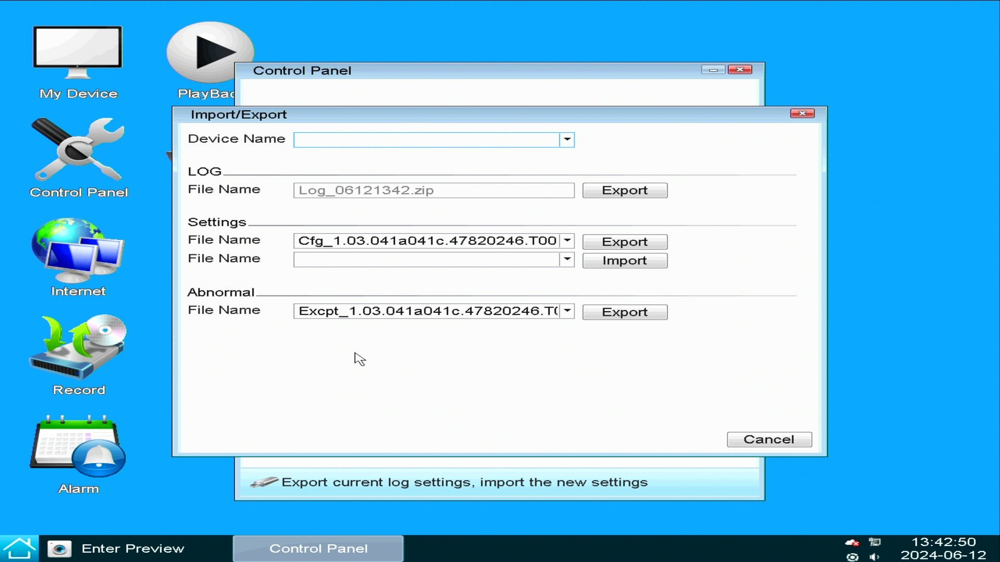 My Device
PlayBac
Control Panel
Control Panel
Internet
Record
Alarm
Import/Export
Device Name
LOG
File Name Log_06121342.zip Export
Settings
File Name Cfg_1.03.041a041c.47820246.T00 Export
File Name Import
Abnormal
File Name Excpt_1.03.041a041c.47820246.T( Export
Cancel
Export current log settings, import the new settings
Enter Preview
Control Panel
13:42:50
2024-06-12